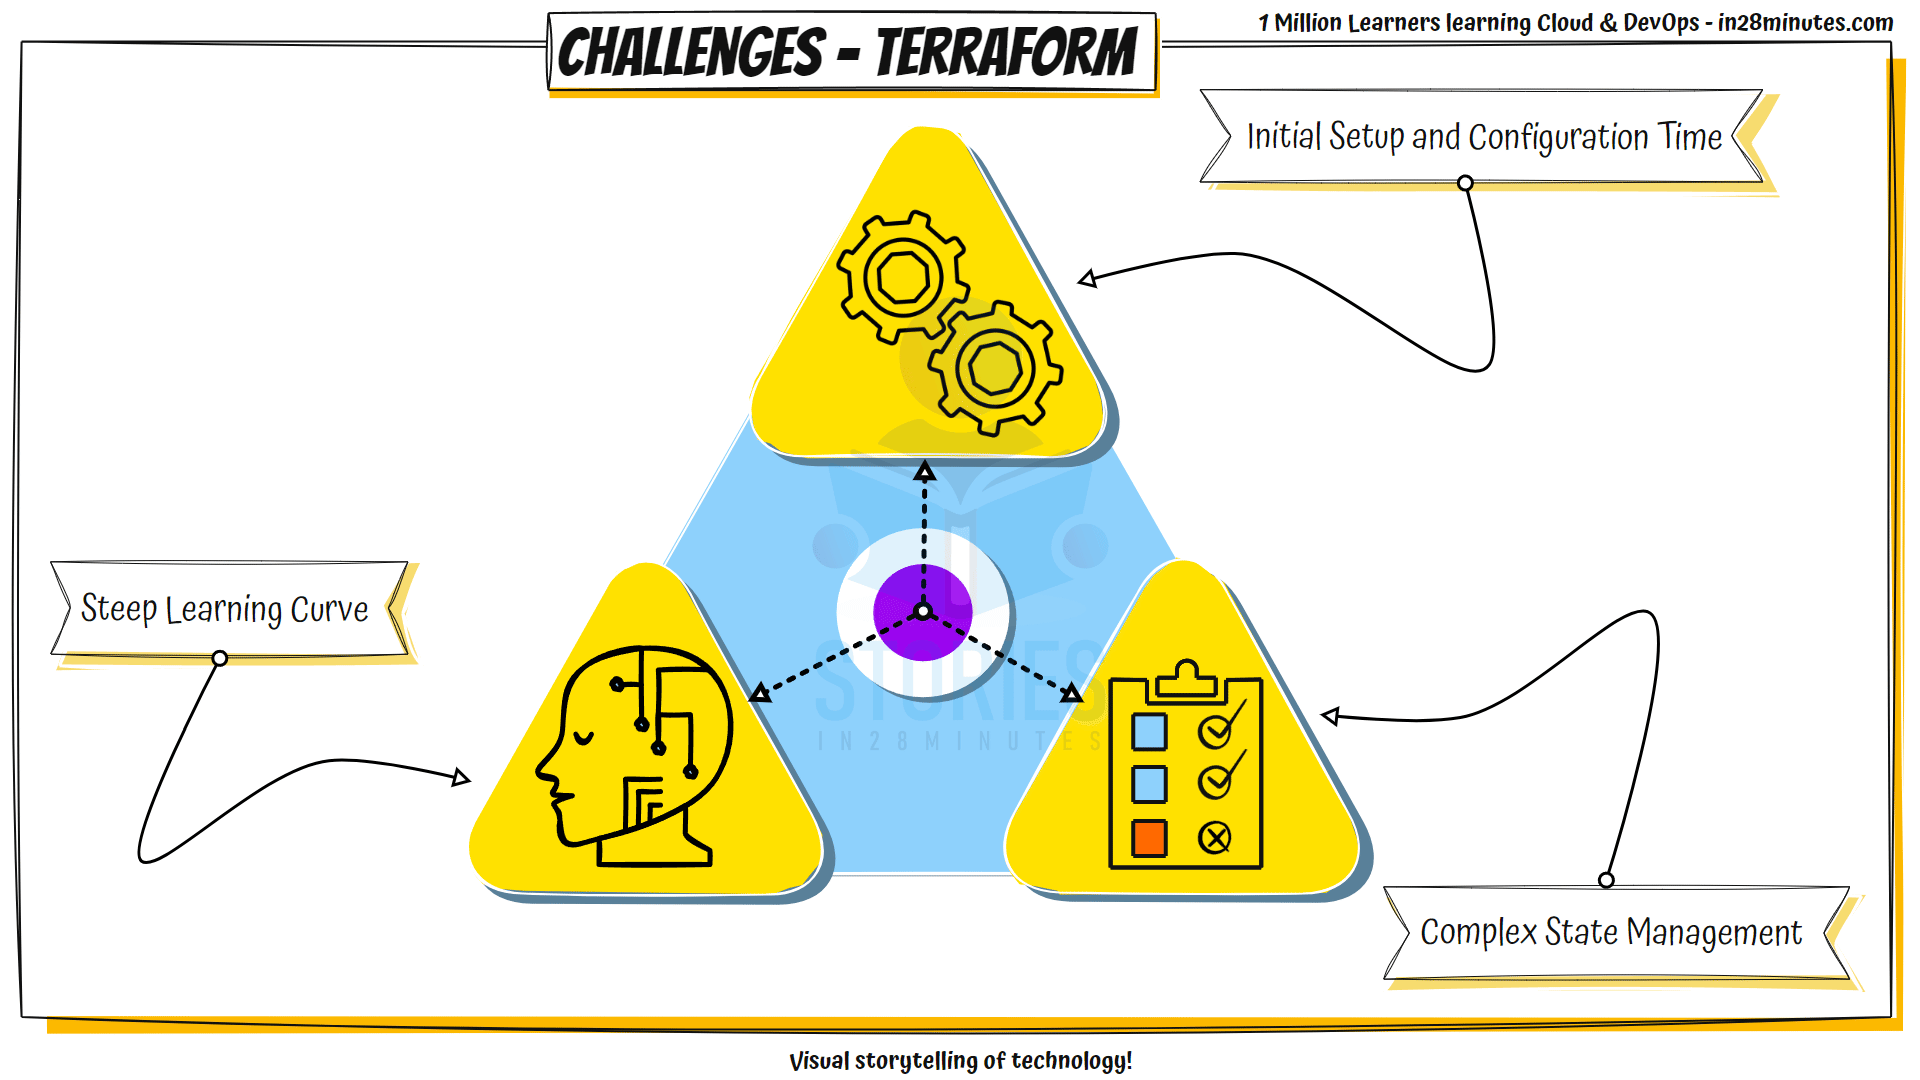 1 Million Learners learning Cloud & DevOps - in28minutes.com
CHALLENGES - TERRAFORM
Initial Setup and Configuration Time
Steep Learning Curve
STORIES
IN28MINUTES
Complex State Management
Visual storytelling of technology!